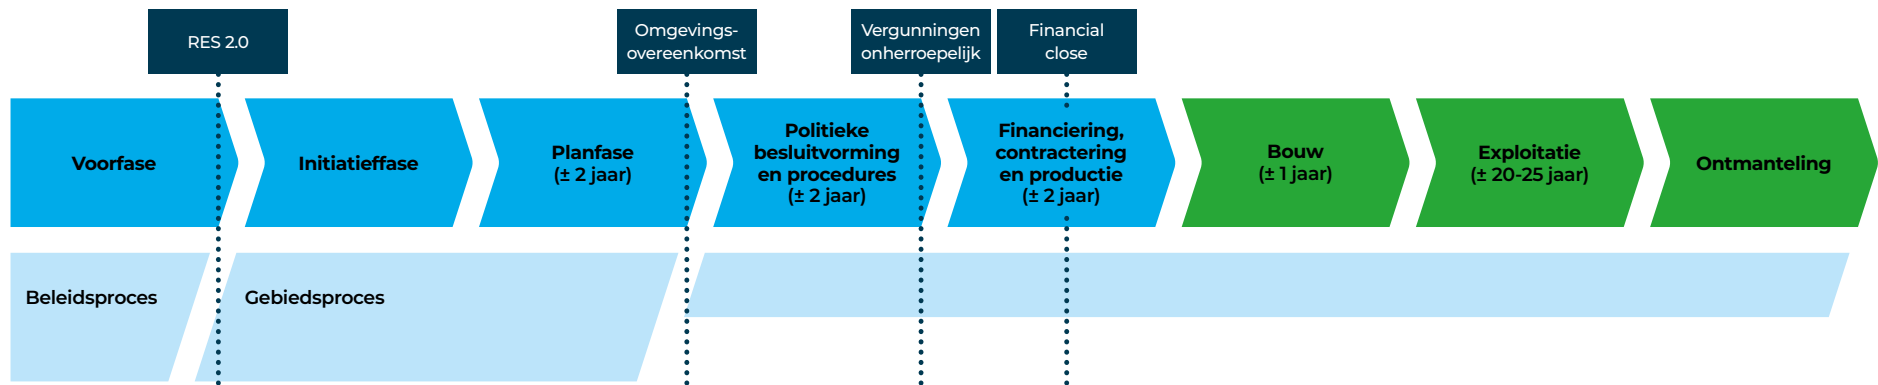 RES 2.0
Omgevings-
overeenkomst
Vergunningen
onherroepelijk
Financial
close
Voorfase
Initiatieffase
Planfase
(± 2 jaar)
Politieke
besluitvorming
en procedures
(± 2 jaar)
Financiering,
contractering
en productie
(± 2 jaar)
Bouw
(± 1 jaar)
Exploitatie
(± 20-25 jaar)
Ontmanteling
Beleidsproces
Gebiedsproces